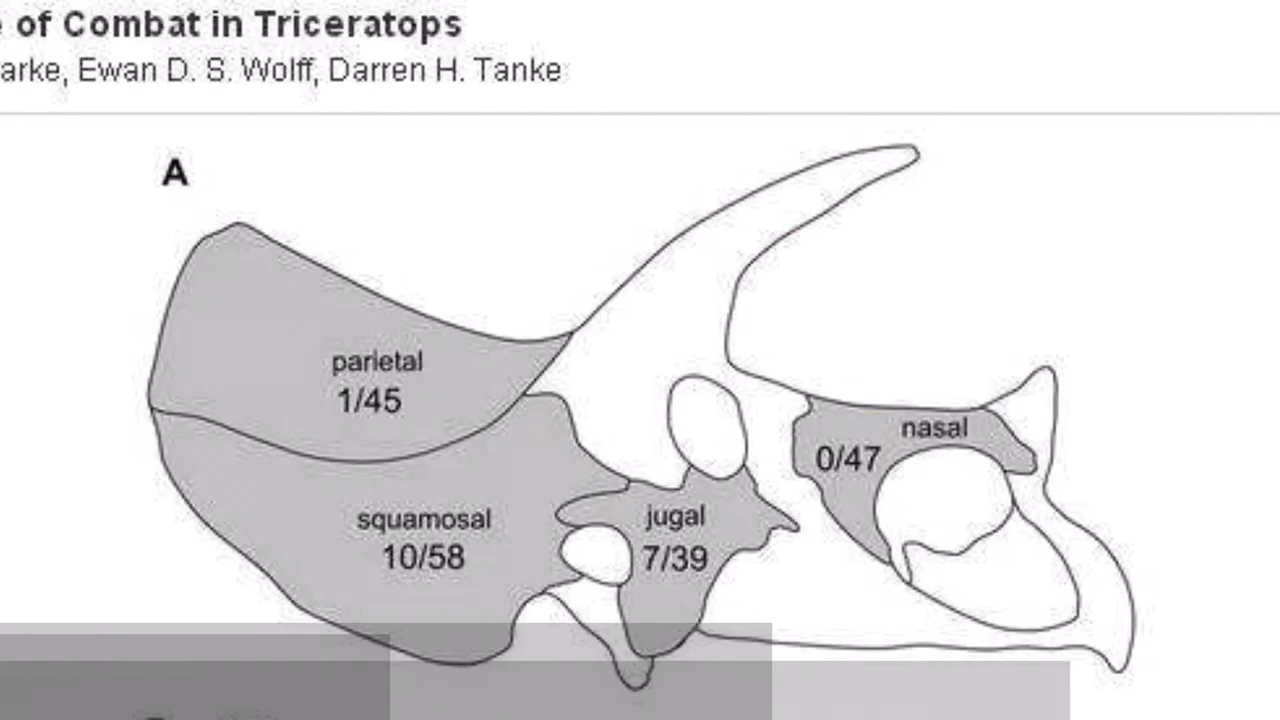 of Combat in Triceratops
arke, Ewan D. S. Wolff, Darren H. Tanke
A
parietal
1/45
nasal
0/47
squamosal
10/58
jugal
7/39